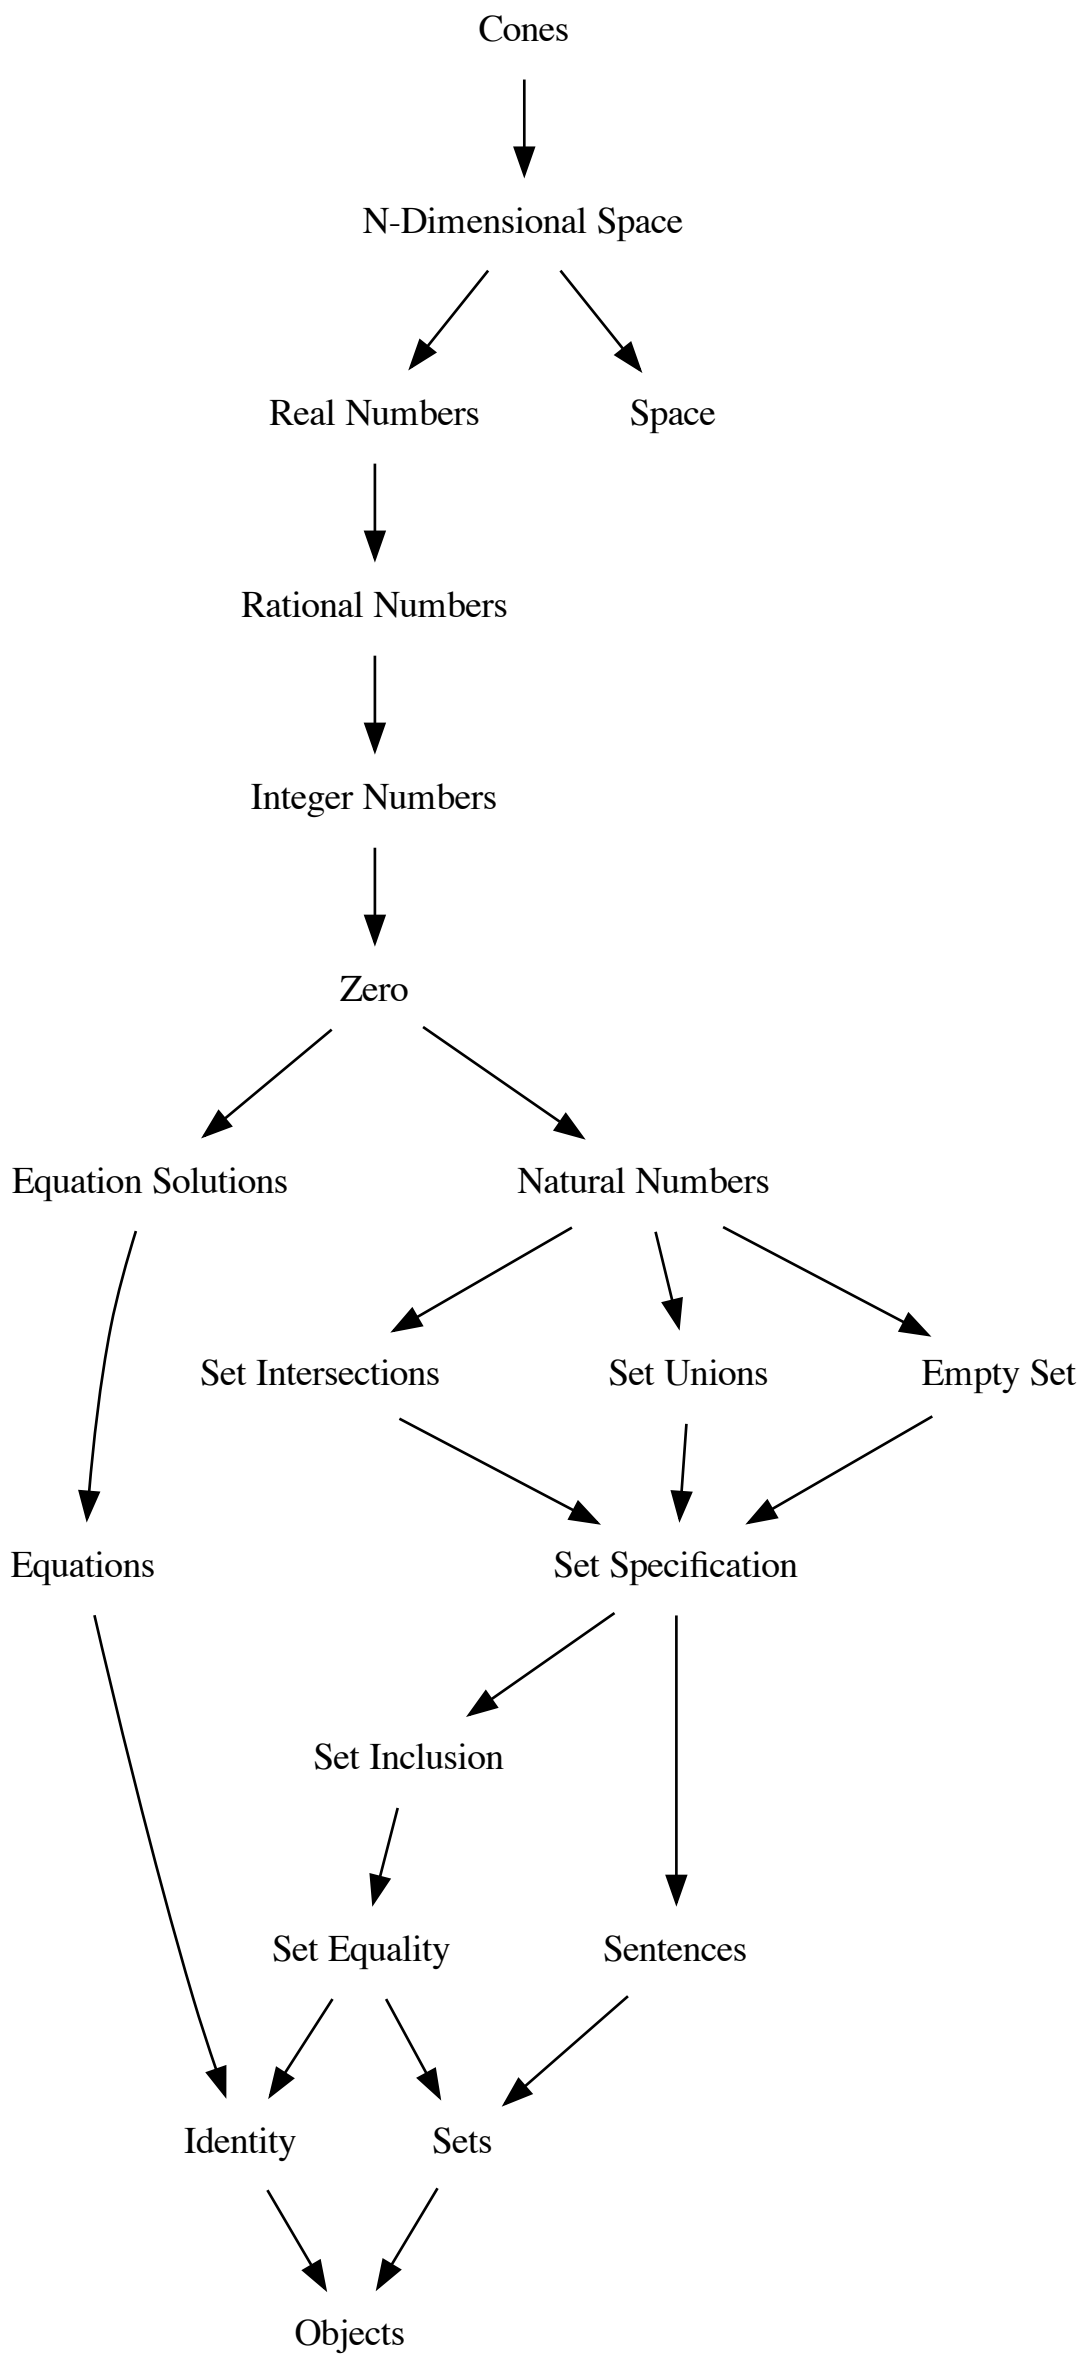 Cones
N-Dimensional Space
Real Numbers
Space
Rational Numbers
Integer Numbers
Zero
Equation Solutions
Natural Numbers
Set Intersections
Set Unions
Empty Set
Equations
Set Specification
Set Inclusion
Set Equality
Sentences
Identity
Sets
Objects